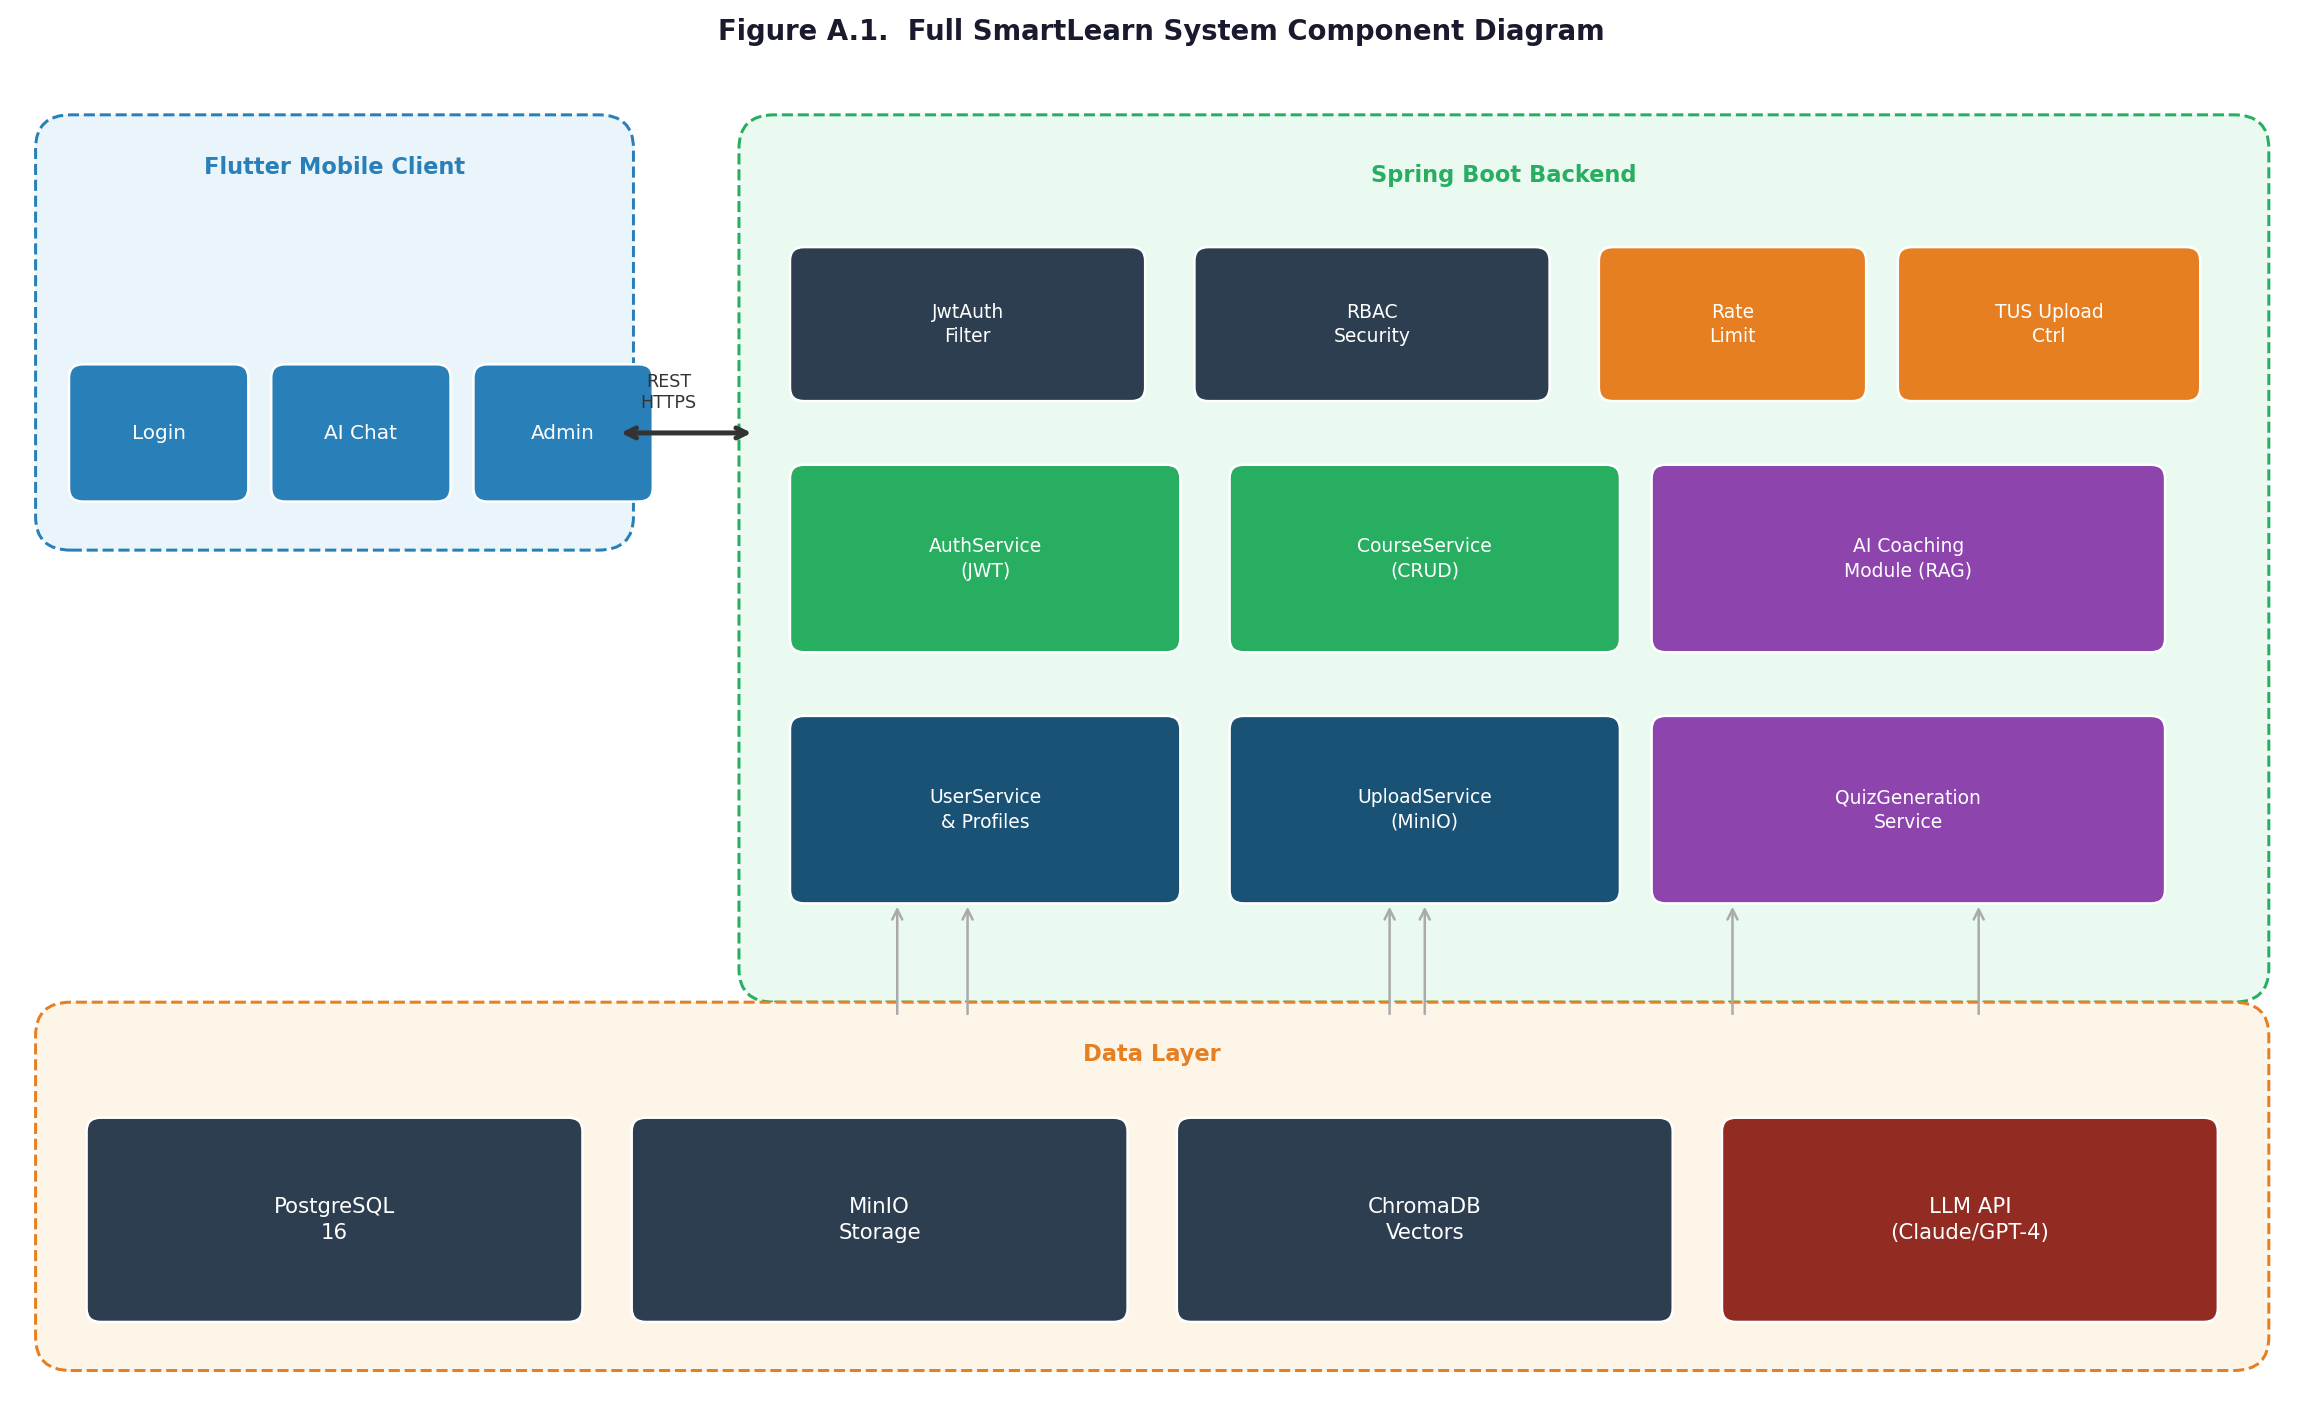 Figure A.1.  Full SmartLearn System Component Diagram
Flutter Mobile Client
Login
AI Chat
Admin
REST
HTTPS
Spring Boot Backend
JwtAuth
Filter
RBAC
Security
Rate
Limit
TUS Upload
Ctrl
AuthService
(JWT)
CourseService
(CRUD)
AI Coaching
Module (RAG)
UserService
& Profiles
UploadService
(MinIO)
QuizGeneration
Service
Data Layer
PostgreSQL
16
MinIO
Storage
ChromaDB
Vectors
LLM API
(Claude/GPT-4)